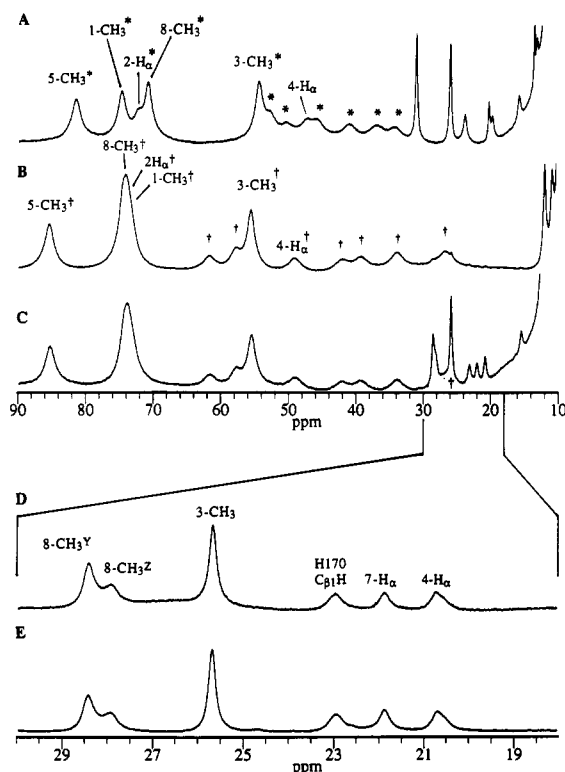 A
5-CH₃*
1-CH₃*
2-Hα*
8-CH₃*
3-CH₃*
*
*
4-Hα
*
*
*
*
B
5-CH₃†
8-CH₃†
2Hα†
1-CH₃†
†
†
3-CH₃†
4-Hα†
†
†
†
†
C
†
90 80 70 60 50 40 30 20 10
ppm ppm
D
8-CH₃ʸ
8-CH₃ᶻ
3-CH₃
H170
Cβ1H
7-Hα
4-Hα
E
29 27 25 23 21 19
ppm ppm